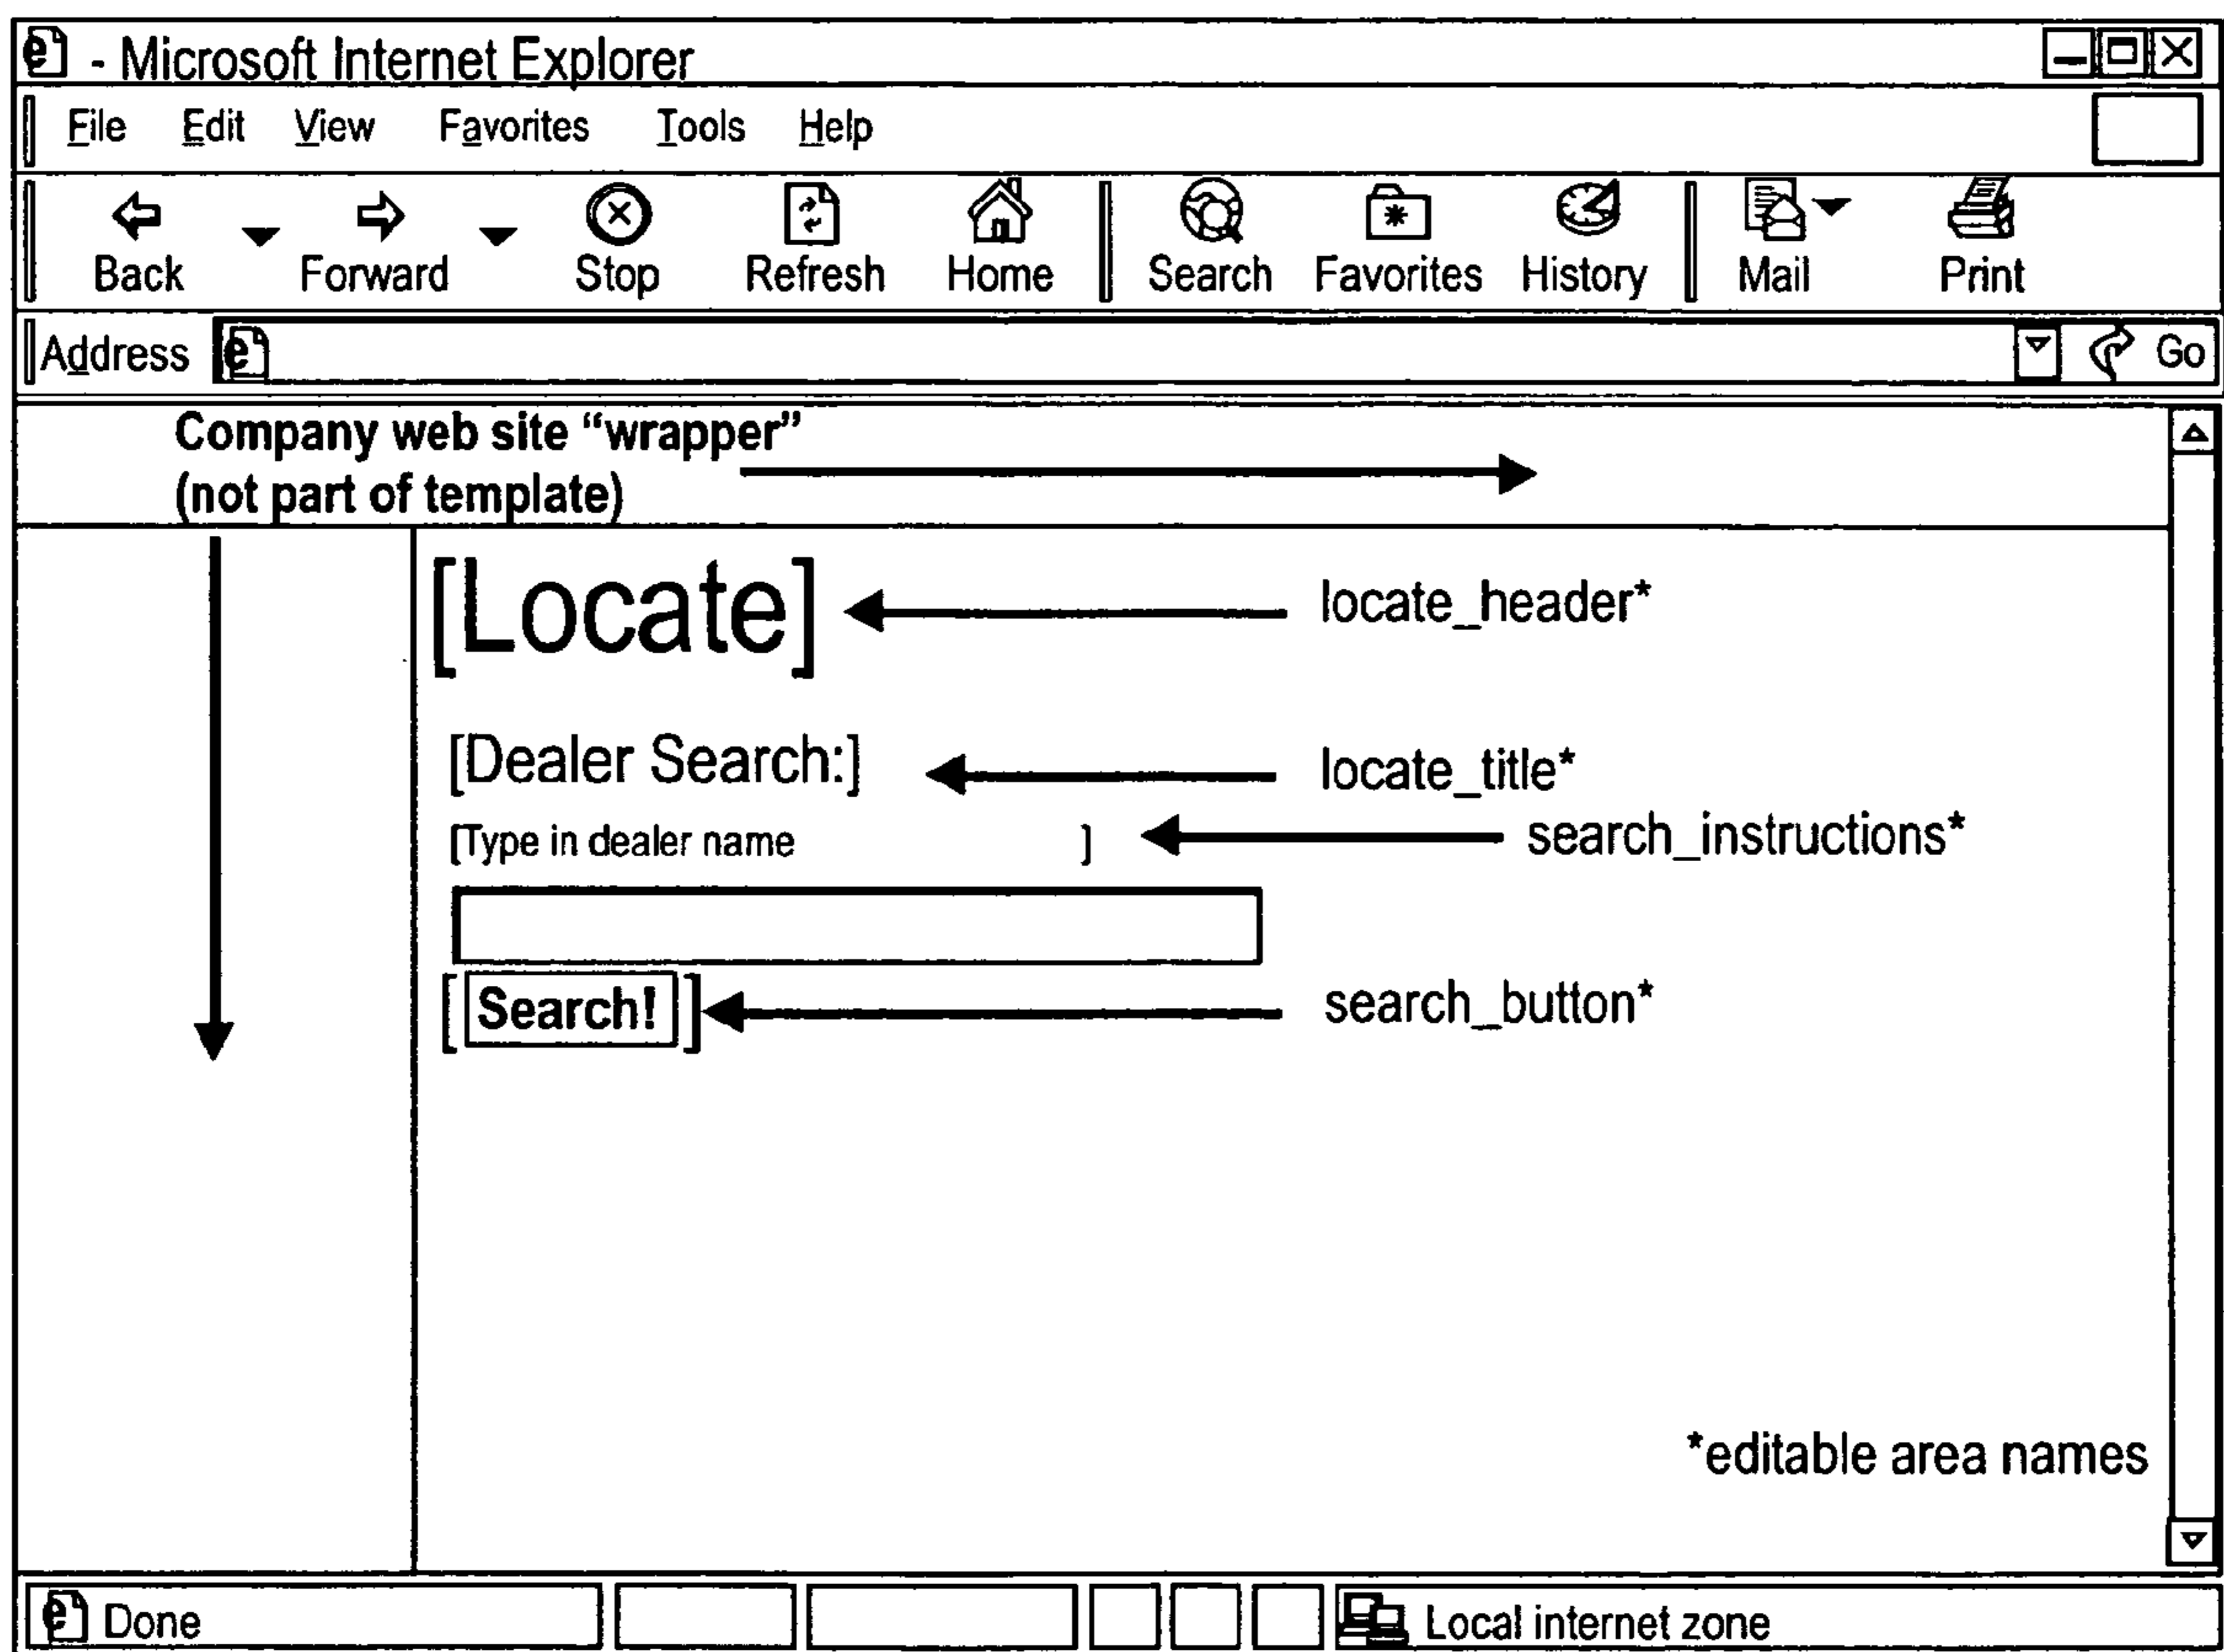 - Microsoft Internet Explorer
File Edit View Favorites Tools Help
Back Forward Stop Refresh Home Search Favorites History Mail Print
Address Go
Company web site “wrapper”
(not part of template)
[Locate] locate_header*
[Dealer Search:] locate_title*
[Type in dealer name ] search_instructions*
[Search!] search_button*
*editable area names
Done Local internet zone